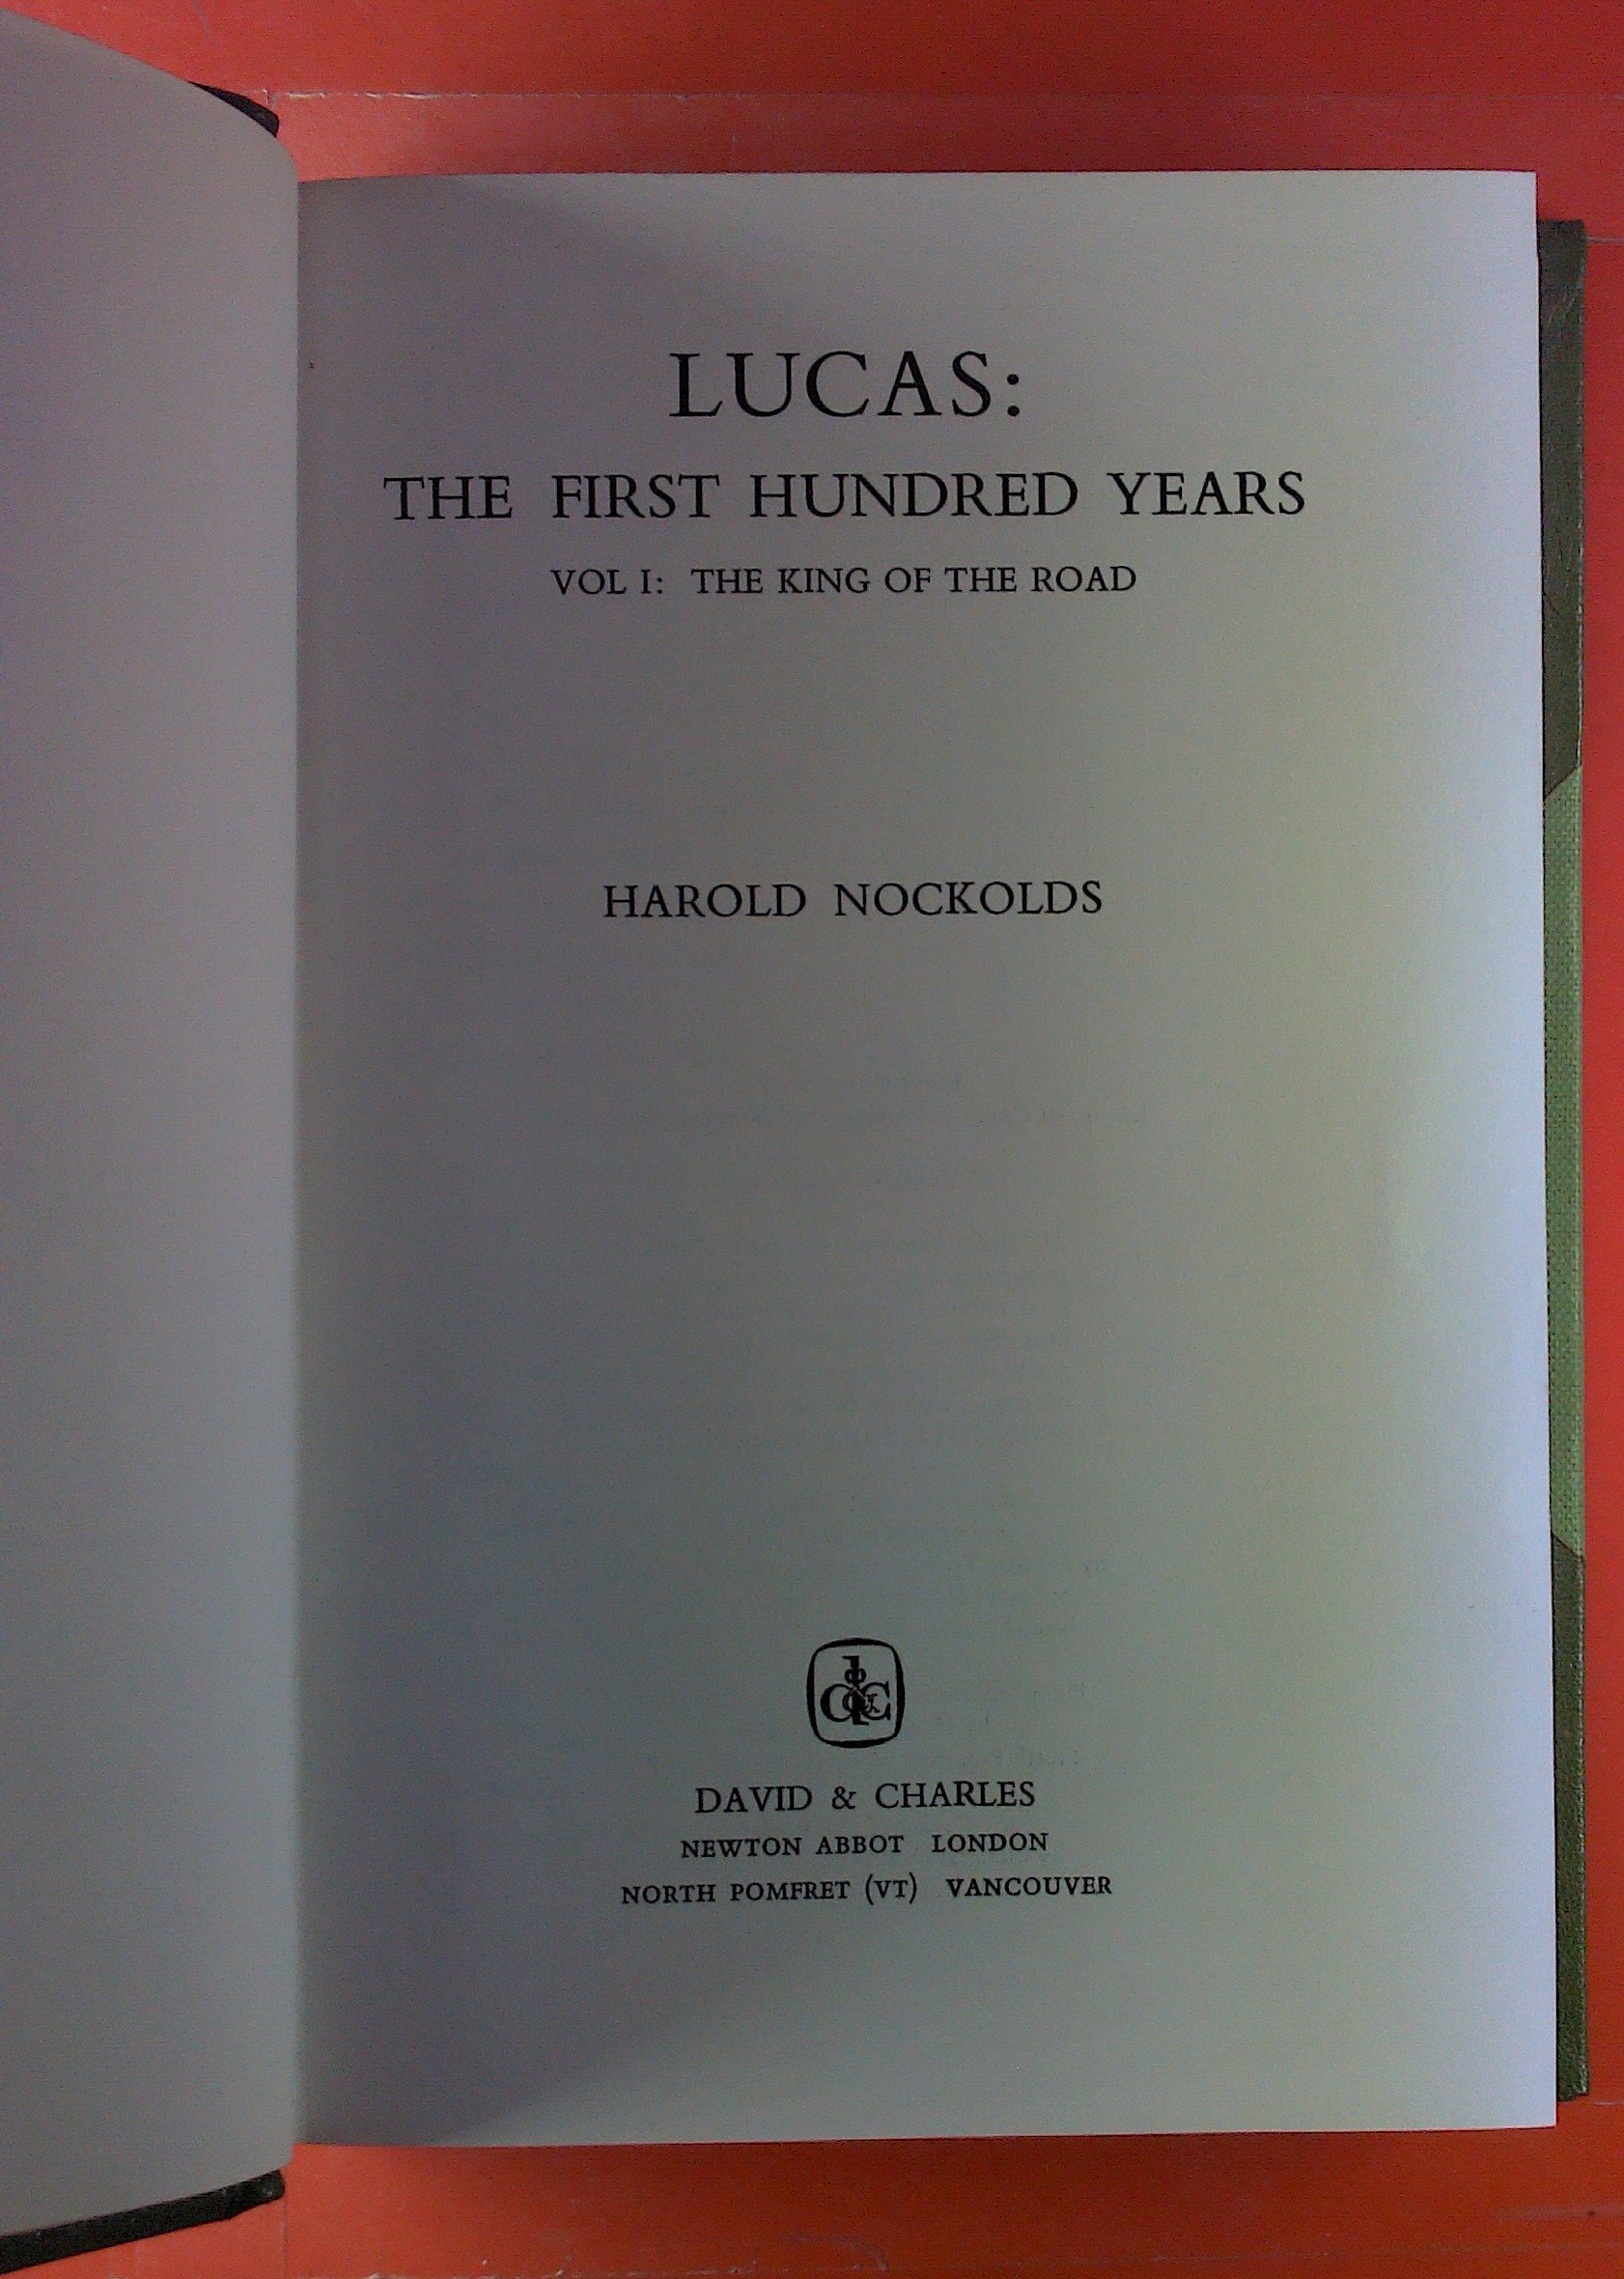 LUCAS:
THE FIRST HUNDRED YEARS
VOL I: THE KING OF THE ROAD
HAROLD NOCKOLDS
d&c
DAVID & CHARLES
NEWTON ABBOT LONDON
NORTH POMFRET (VT) VANCOUVER